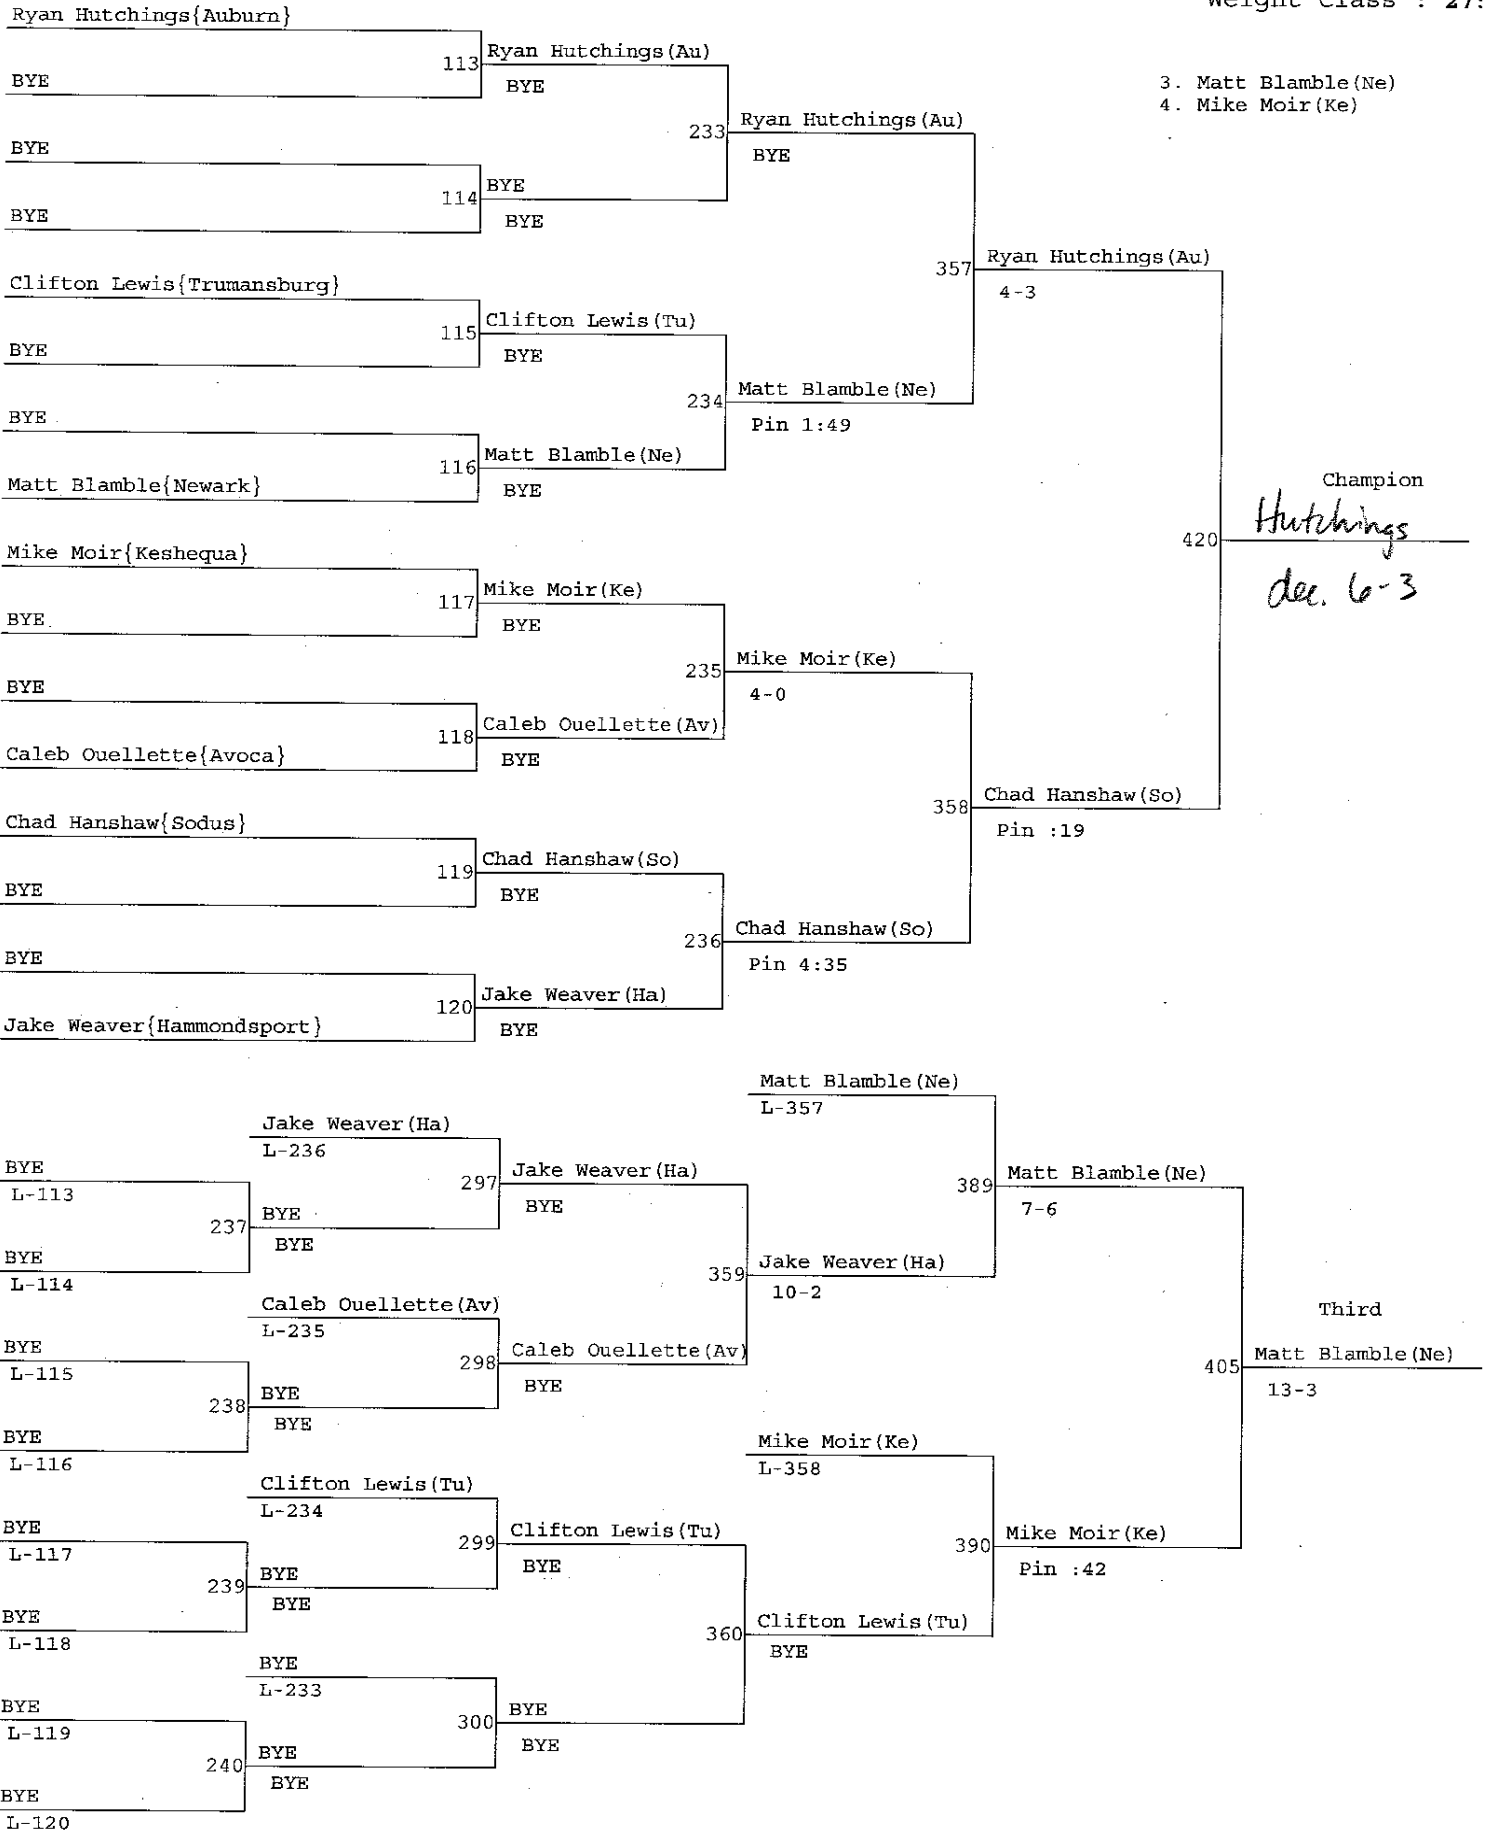 Weight Class : 27
Ryan Hutchings{Auburn}
113 Ryan Hutchings(Au)
BYE
BYE
3. Matt Blamble(Ne)
4. Mike Moir(Ke)
233 Ryan Hutchings(Au)
BYE
BYE
114 BYE
BYE
BYE
357 Ryan Hutchings(Au)
4-3
Clifton Lewis{Trumansburg}
115 Clifton Lewis(Tu)
BYE
BYE
234 Matt Blamble(Ne)
Pin 1:49
BYE
116 Matt Blamble(Ne)
BYE
Matt Blamble{Newark}
Champion
420 Hutchings
dec. 6-3
Mike Moir{Keshequa}
117 Mike Moir(Ke)
BYE
BYE
235 Mike Moir(Ke)
4-0
BYE
118 Caleb Ouellette(Av)
BYE
Caleb Ouellette{Avoca}
358 Chad Hanshaw(So)
Pin :19
Chad Hanshaw{Sodus}
119 Chad Hanshaw(So)
BYE
BYE
236 Chad Hanshaw(So)
Pin 4:35
BYE
120 Jake Weaver(Ha)
BYE
Jake Weaver{Hammondsport}
Matt Blamble(Ne)
L-357
Jake Weaver(Ha)
L-236
BYE
L-113
297 Jake Weaver(Ha)
BYE
389 Matt Blamble(Ne)
7-6
237 BYE
BYE
BYE
L-114
359 Jake Weaver(Ha)
10-2
Caleb Ouellette(Av)
L-235
Third
BYE
L-115
298 Caleb Ouellette(Av)
BYE
405 Matt Blamble(Ne)
13-3
238 BYE
BYE
BYE
L-116
Mike Moir(Ke)
L-358
Clifton Lewis(Tu)
L-234
BYE
L-117
299 Clifton Lewis(Tu)
BYE
390 Mike Moir(Ke)
Pin :42
239 BYE
BYE
BYE
L-118
360 Clifton Lewis(Tu)
BYE
BYE
L-233
BYE
L-119
300 BYE
BYE
240 BYE
BYE
BYE
L-120